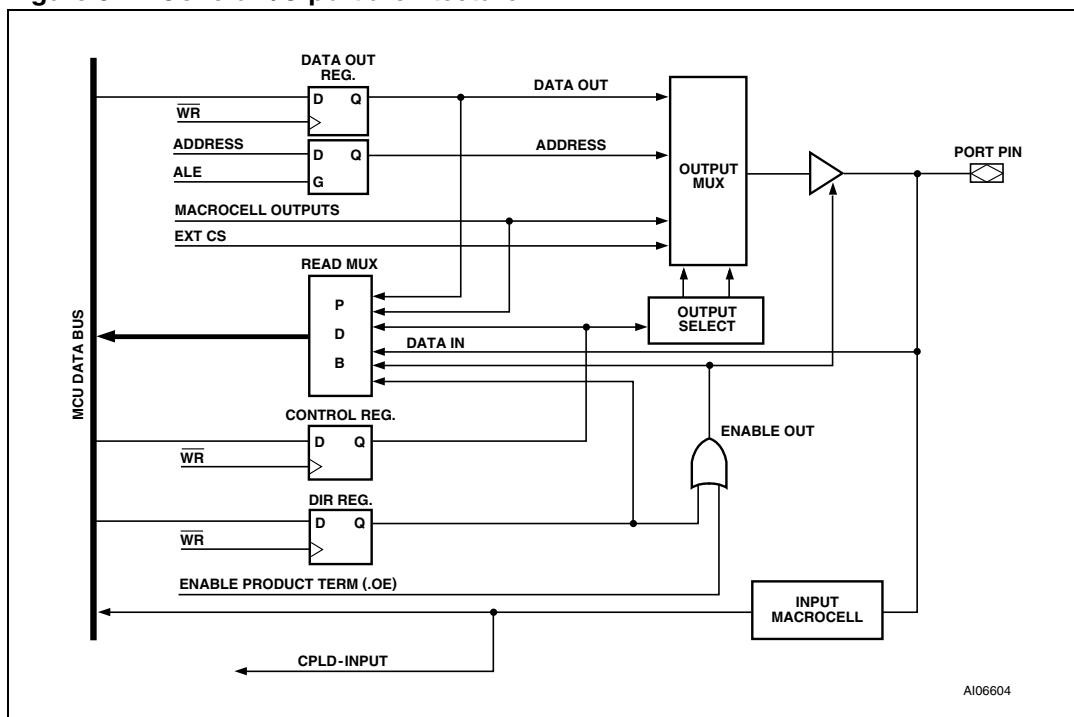 DATA OUT
REG.
D Q
DATA OUT
WR
ADDRESS
D Q
ADDRESS
ALE
G
OUTPUT
MUX
PORT PIN
MACROCELL OUTPUTS
EXT CS
READ MUX
P
D
B
OUTPUT
SELECT
DATA IN
MCU DATA BUS
CONTROL REG.
D Q
WR
ENABLE OUT
DIR REG.
D Q
WR
ENABLE PRODUCT TERM (.OE)
INPUT
MACROCELL
CPLD-INPUT
AI06604